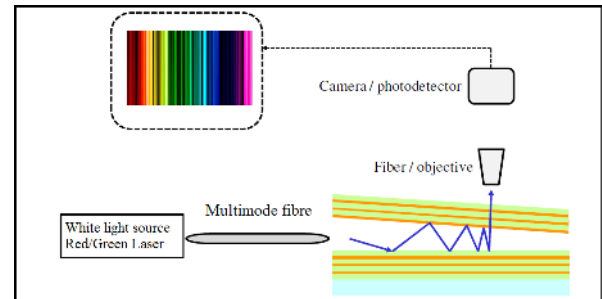 Camera / photodetector
Fiber / objective
Multimode fibre
White light source
Red/Green Laser